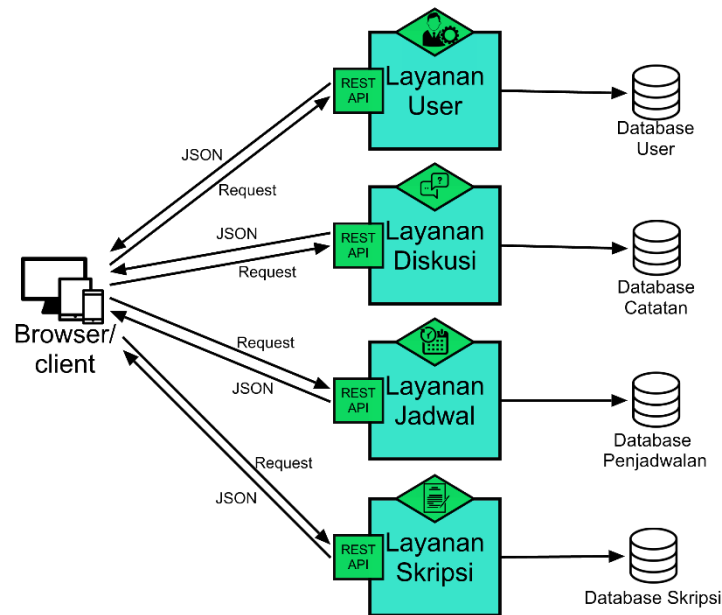 REST
API
Layanan
User
Database
User
JSON
Request
REST
API
Layanan
Diskusi
Database
Catatan
JSON
Request
Browser/
client
Request
JSON
REST
API
Layanan
Jadwal
Database
Penjadwalan
Request
JSON
REST
API
Layanan
Skripsi
Database Skripsi